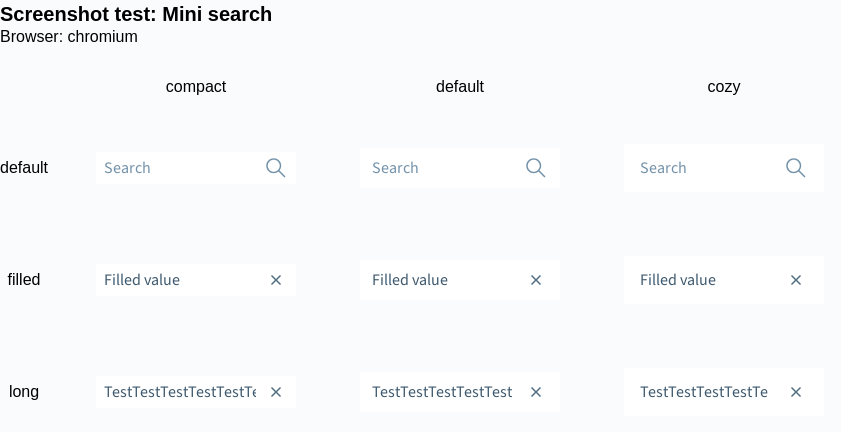 Screenshot test: Mini search
Browser: chromium
compact default cozy
default Search Search Search
filled Filled value Filled value Filled value
long TestTestTestTestTestTe TestTestTestTestTest TestTestTestTestTe